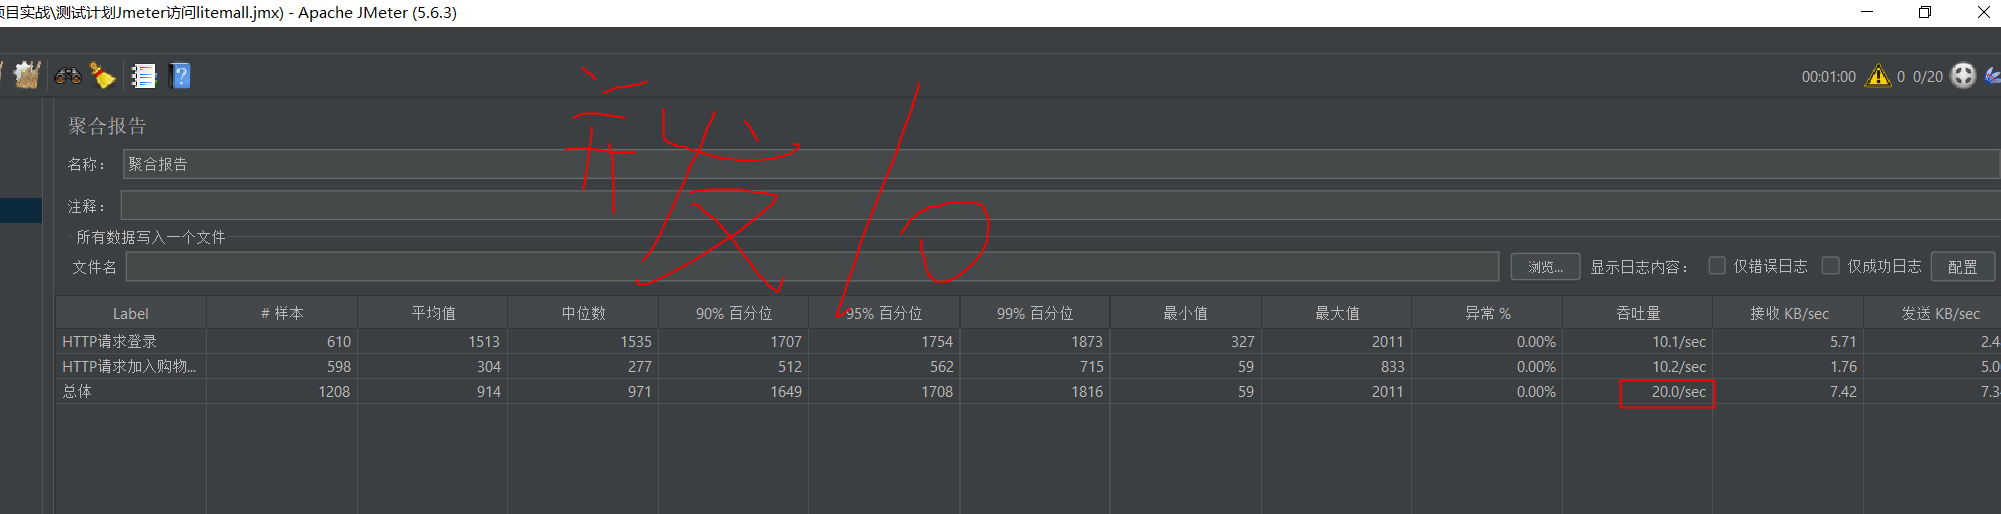 项目实战\测试计划Jmeter访问litemall.jmx) - Apache JMeter (5.6.3)
00:01:00 0 0/20
聚合报告
名称： 聚合报告
注释：
并发10
所有数据写入一个文件
文件名 浏览... 显示日志内容： 仅错误日志 仅成功日志 配置
Label # 样本 平均值 中位数 90% 百分位 95% 百分位 99% 百分位 最小值 最大值 异常 % 吞吐量 接收 KB/sec 发送 KB/sec
HTTP请求登录 610 1513 1535 1707 1754 1873 327 2011 0.00% 10.1/sec 5.71 2.4
HTTP请求加入购物... 598 304 277 512 562 715 59 833 0.00% 10.2/sec 1.76 5.0
总体 1208 914 971 1649 1708 1816 59 2011 0.00% 20.0/sec 7.42 7.3